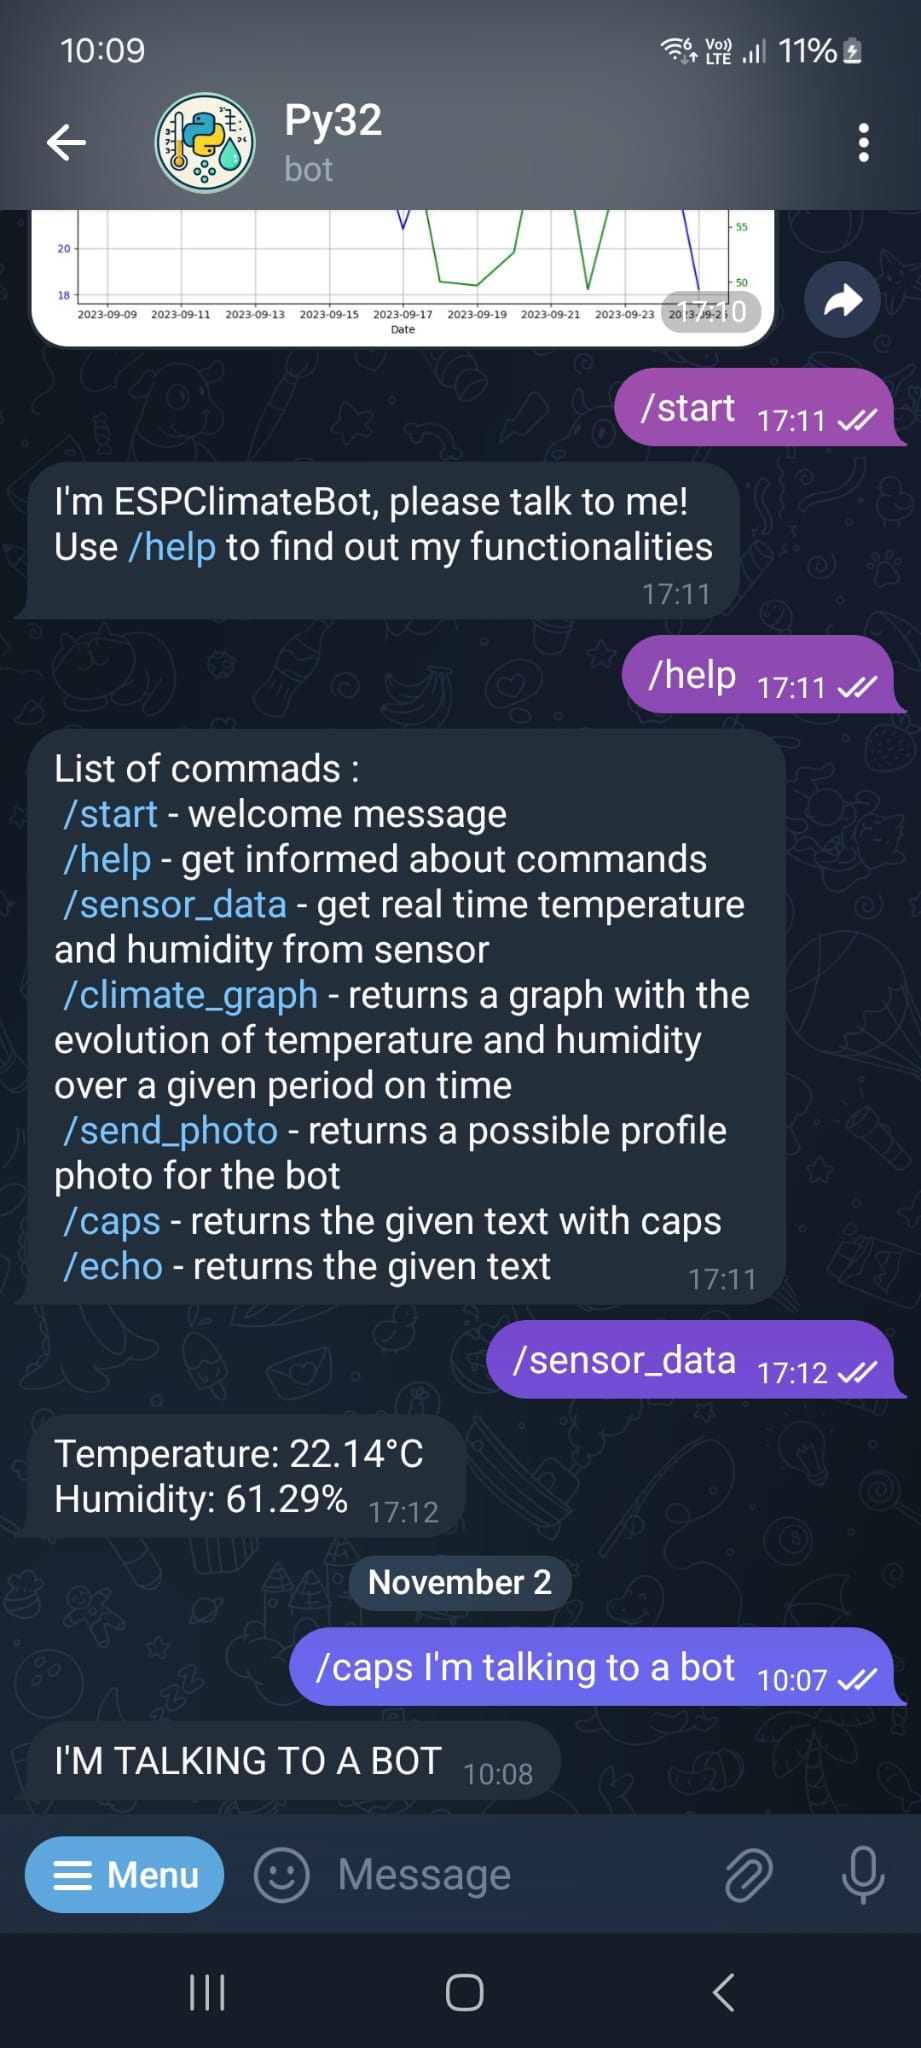 10:09
Vo))
LTE
11%
Py32
bot
20
18
55
50
2023-09-09 2023-09-11 2023-09-13 2023-09-15 2023-09-17 2023-09-19 2023-09-21 2023-09-23 2023-09-25
Date
17:10
/start 17:11
I'm ESPClimateBot, please talk to me!
Use /help to find out my functionalities
17:11
/help 17:11
List of commads :
/start - welcome message
/help - get informed about commands
/sensor_data - get real time temperature
and humidity from sensor
/climate_graph - returns a graph with the
evolution of temperature and humidity
over a given period on time
/send_photo - returns a possible profile
photo for the bot
/caps - returns the given text with caps
/echo - returns the given text
17:11
/sensor_data 17:12
Temperature: 22.14°C
Humidity: 61.29% 17:12
November 2
/caps I'm talking to a bot 10:07
I'M TALKING TO A BOT 10:08
Menu
Message